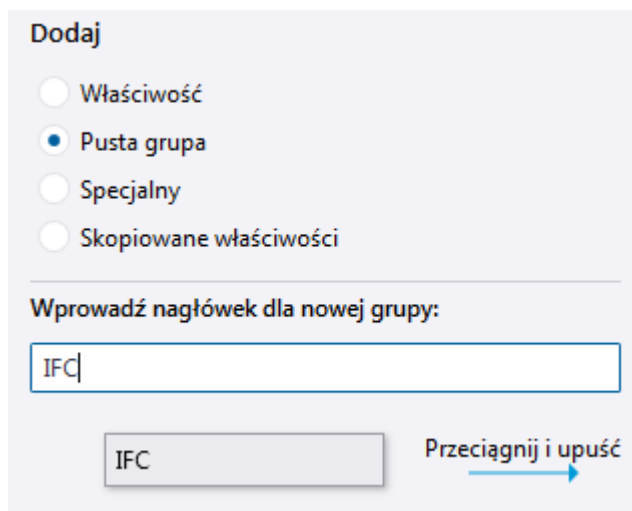 Dodaj
Właściwość
Pusta grupa
Specjalny
Skopiowane właściwości
Wprowadź nagłówek dla nowej grupy:
IFC
IFC
Przeciągnij i upuść